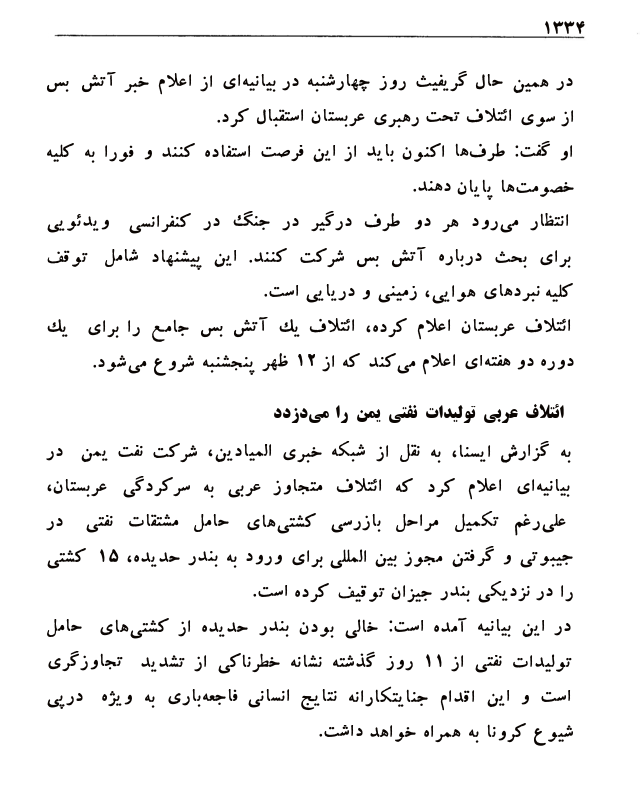 ۱۳۳۴
در همین حال گریفیث روز چهارشنبه در بیانیه‌ای از اعلام خبر آتش بس
از سوی ائتلاف تحت رهبری عربستان استقبال کرد.
او گفت: طرف‌ها اکنون باید از این فرصت استفاده کنند و فورا به کلیه
خصومت‌ها پایان دهند.
انتظار می‌رود هر دو طرف درگیر در جنگ در کنفرانسی ویدئویی
برای بحث درباره آتش بس شرکت کنند. این پیشنهاد شامل توقف
کلیه نبردهای هوایی، زمینی و دریایی است.
ائتلاف عربستان اعلام کرده، ائتلاف یك آتش بس جامع را برای یك
دوره دو هفته‌ای اعلام می‌کند که از ۱۲ ظهر پنجشنبه شروع می‌شود.
ائتلاف عربی تولیدات نفتی یمن را می‌دزدد
به گزارش ایسنا، به نقل از شبکه خبری المیادین، شرکت نفت یمن در
بیانیه‌ای اعلام کرد که ائتلاف متجاوز عربی به سرکردگی عربستان،
علی‌رغم تکمیل مراحل بازرسی کشتی‌های حامل مشتقات نفتی در
جیبوتی و گرفتن مجوز بین المللی برای ورود به بندر حدیده، ۱۵ کشتی
را در نزدیکی بندر جیزان توقیف کرده است.
در این بیانیه آمده است: خالی بودن بندر حدیده از کشتی‌های حامل
تولیدات نفتی از ۱۱ روز گذشته نشانه خطرناکی از تشدید تجاوزگری
است و این اقدام جنایتکارانه نتایج انسانی فاجعه‌باری به ویژه درپی
شیوع کرونا به همراه خواهد داشت.